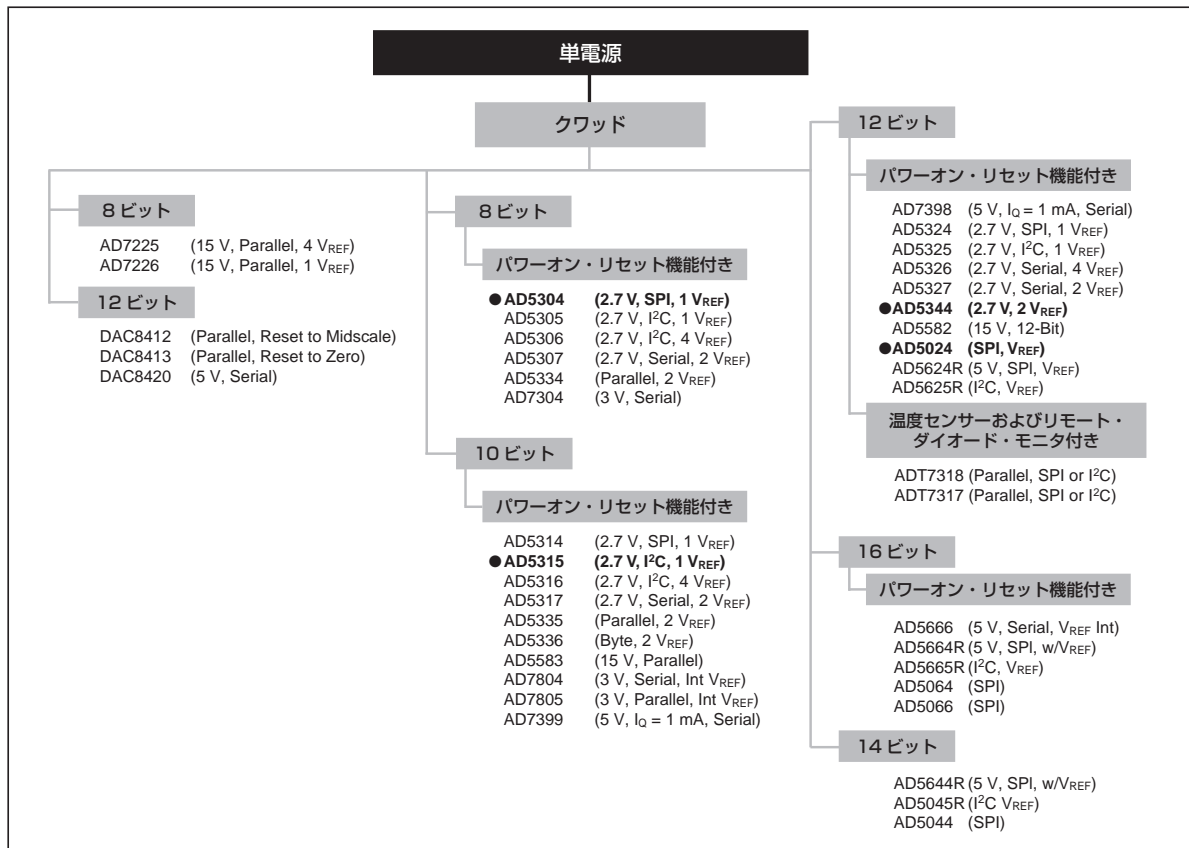 単電源
クワッド
8 ビット
AD7225 (15 V, Parallel, 4 VREF)
AD7226 (15 V, Parallel, 1 VREF)
12 ビット
DAC8412 (Parallel, Reset to Midscale)
DAC8413 (Parallel, Reset to Zero)
DAC8420 (5 V, Serial)
8 ビット
パワーオン・リセット機能付き
●AD5304 (2.7 V, SPI, 1 VREF)
AD5305 (2.7 V, I²C, 1 VREF)
AD5306 (2.7 V, I²C, 4 VREF)
AD5307 (2.7 V, Serial, 2 VREF)
AD5334 (Parallel, 2 VREF)
AD7304 (3 V, Serial)
10 ビット
パワーオン・リセット機能付き
AD5314 (2.7 V, SPI, 1 VREF)
●AD5315 (2.7 V, I²C, 1 VREF)
AD5316 (2.7 V, I²C, 4 VREF)
AD5317 (2.7 V, Serial, 2 VREF)
AD5335 (Parallel, 2 VREF)
AD5336 (Byte, 2 VREF)
AD5583 (15 V, Parallel)
AD7804 (3 V, Serial, Int VREF)
AD7805 (3 V, Parallel, Int VREF)
AD7399 (5 V, IQ = 1 mA, Serial)
12 ビット
パワーオン・リセット機能付き
AD7398 (5 V, IQ = 1 mA, Serial)
AD5324 (2.7 V, SPI, 1 VREF)
AD5325 (2.7 V, I²C, 1 VREF)
AD5326 (2.7 V, Serial, 4 VREF)
AD5327 (2.7 V, Serial, 2 VREF)
●AD5344 (2.7 V, 2 VREF)
AD5582 (15 V, 12-Bit)
●AD5024 (SPI, VREF)
AD5624R (5 V, SPI, VREF)
AD5625R (I²C, VREF)
温度センサーおよびリモート・
ダイオード・モニタ付き
ADT7318 (Parallel, SPI or I²C)
ADT7317 (Parallel, SPI or I²C)
16 ビット
パワーオン・リセット機能付き
AD5666 (5 V, Serial, VREF Int)
AD5664R (5 V, SPI, w/VREF)
AD5665R (I²C, VREF)
AD5064 (SPI)
AD5066 (SPI)
14 ビット
AD5644R (5 V, SPI, w/VREF)
AD5045R (I²C VREF)
AD5044 (SPI)